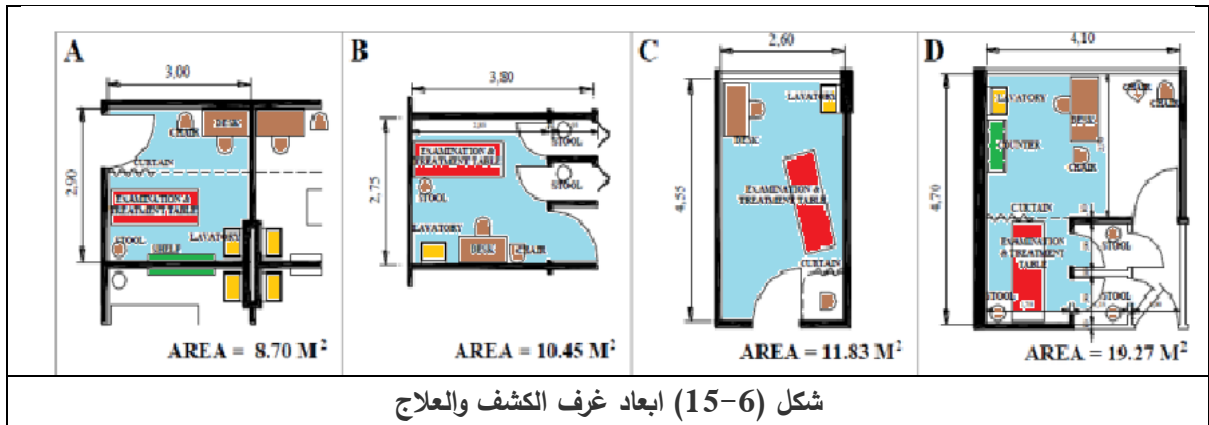 A
3,00
2,90
CHAIR
DESK
CURTAIN
EXAMINATION &
TREATMENT TABLE
STOOL
SHELF
LAVATORY
AREA = 8.70 M²
B
3,80
2,75
EXAMINATION &
TREATMENT TABLE
STOOL
STOOL
STOOL
LAVATORY
DESK
CHAIR
AREA = 10.45 M²
C
2,60
4,55
LAVATORY
DESK
EXAMINATION &
TREATMENT TABLE
CURTAIN
AREA = 11.83 M²
D
4,10
4,70
LAVATORY
DESK
CHAIR
CHAIR
COUNTER
CHAIR
CURTAIN
EXAMINATION
& TREATMENT
TABLE
STOOL
STOOL
STOOL
AREA = 19.27 M²
شكل (6-15) ابعاد غرف الكشف والعلاج